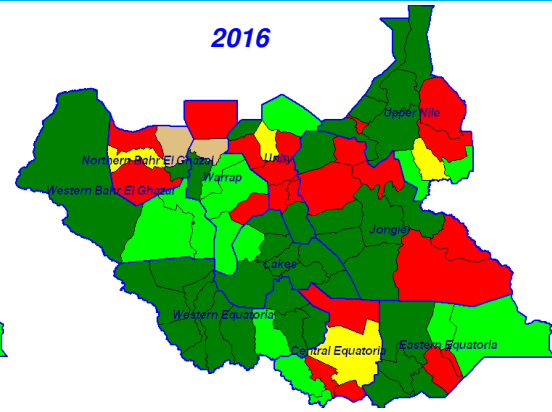 2016
Upper Nile
Northern Bahr El Ghazal
Unity
Warrap
Western Bahr El Ghazal
Jonglei
Lakes
Western Equatoria
Central Equatoria
Eastern Equatoria